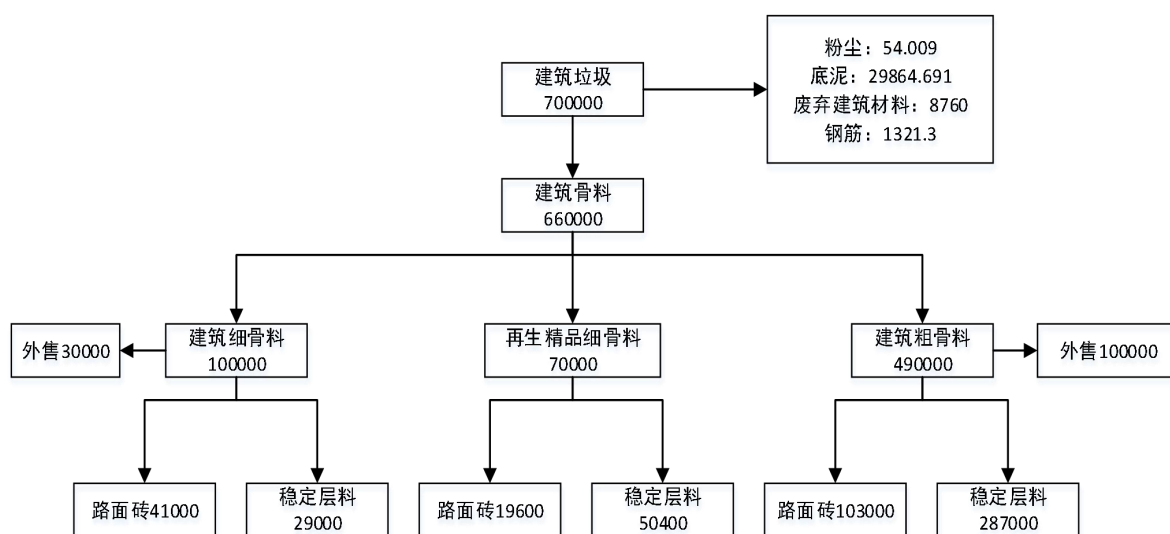 建筑垃圾
700000
粉尘：54.009
底泥：29864.691
废弃建筑材料：8760
钢筋：1321.3
建筑骨料
660000
外售30000
建筑细骨料
100000
再生精品细骨料
70000
建筑粗骨料
490000
外售100000
路面砖41000
稳定层料
29000
路面砖19600
稳定层料
50400
路面砖103000
稳定层料
287000